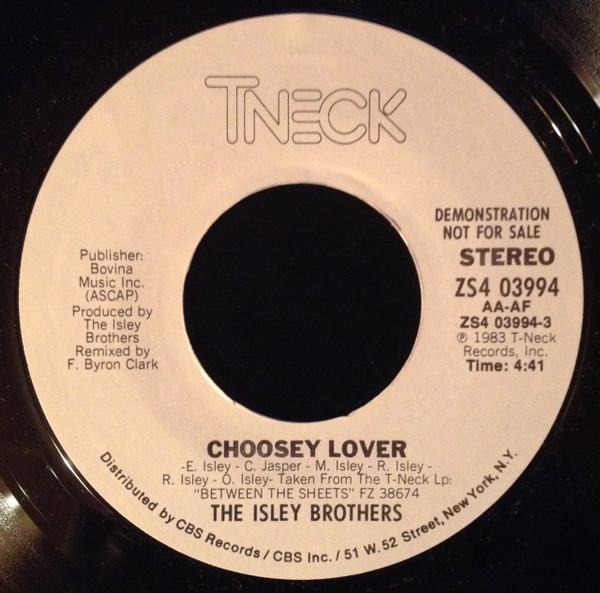 TNECK
DEMONSTRATION
NOT FOR SALE
STEREO
ZS4 03994
AA-AF
ZS4 03994-3
℗ 1983 T-Neck
Records, Inc.
Time: 4:41
Publisher:
Bovina
Music Inc.
(ASCAP)
Produced by
The Isley
Brothers
Remixed by
F. Byron Clark
CHOOSEY LOVER
-E. Isley - C. Jasper - M. Isley - R. Isley -
R. Isley - O. Isley- Taken From The T-Neck Lp:
"BETWEEN THE SHEETS" FZ 38674
THE ISLEY BROTHERS
Distributed by CBS Records / CBS Inc. / 51 W. 52 Street, New York, N.Y.